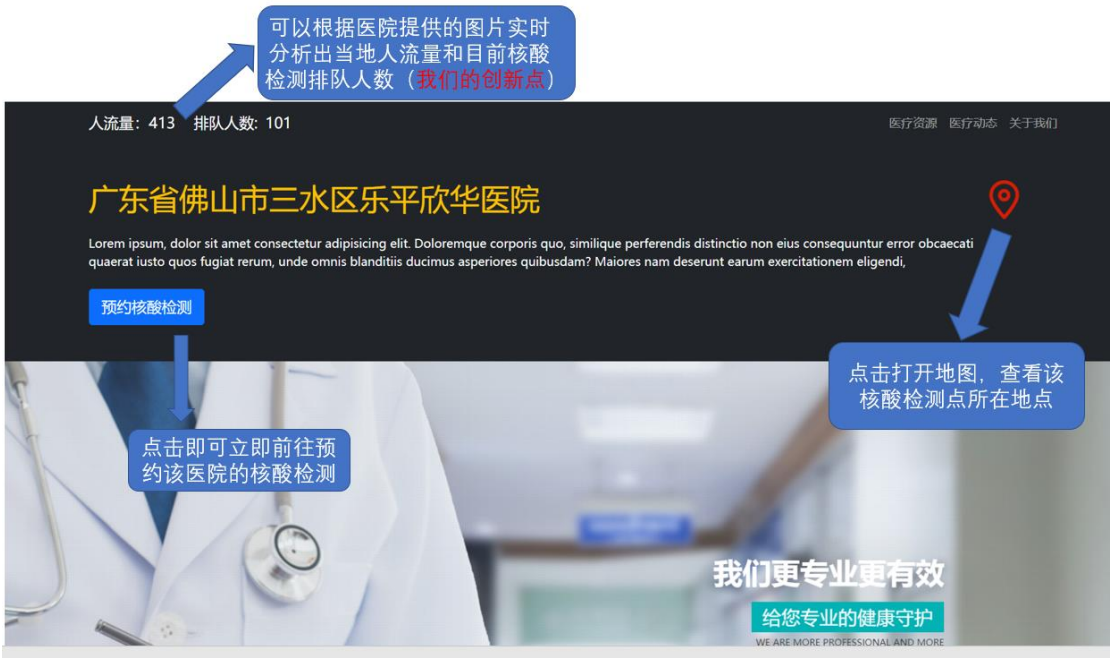 可以根据医院提供的图片实时
分析出当地人流量和目前核酸
检测排队人数（我们的创新点）
人流量：413 排队人数: 101
医疗资源 医疗动态 关于我们
广东省佛山市三水区乐平欣华医院
Lorem ipsum, dolor sit amet consectetur adipisicing elit. Doloremque corporis quo, similique perferendis distinctio non eius consequuntur error obcaecati
quaerat iusto quos fugiat rerum, unde omnis blanditiis ducimus asperiores quibusdam? Maiores nam deserunt earum exercitationem eligendi,
预约核酸检测
点击打开地图，查看该
核酸检测点所在地点
点击即可立即前往预
约该医院的核酸检测
我们更专业更有效
给您专业的健康守护
WE ARE MORE PROFESSIONAL AND MORE